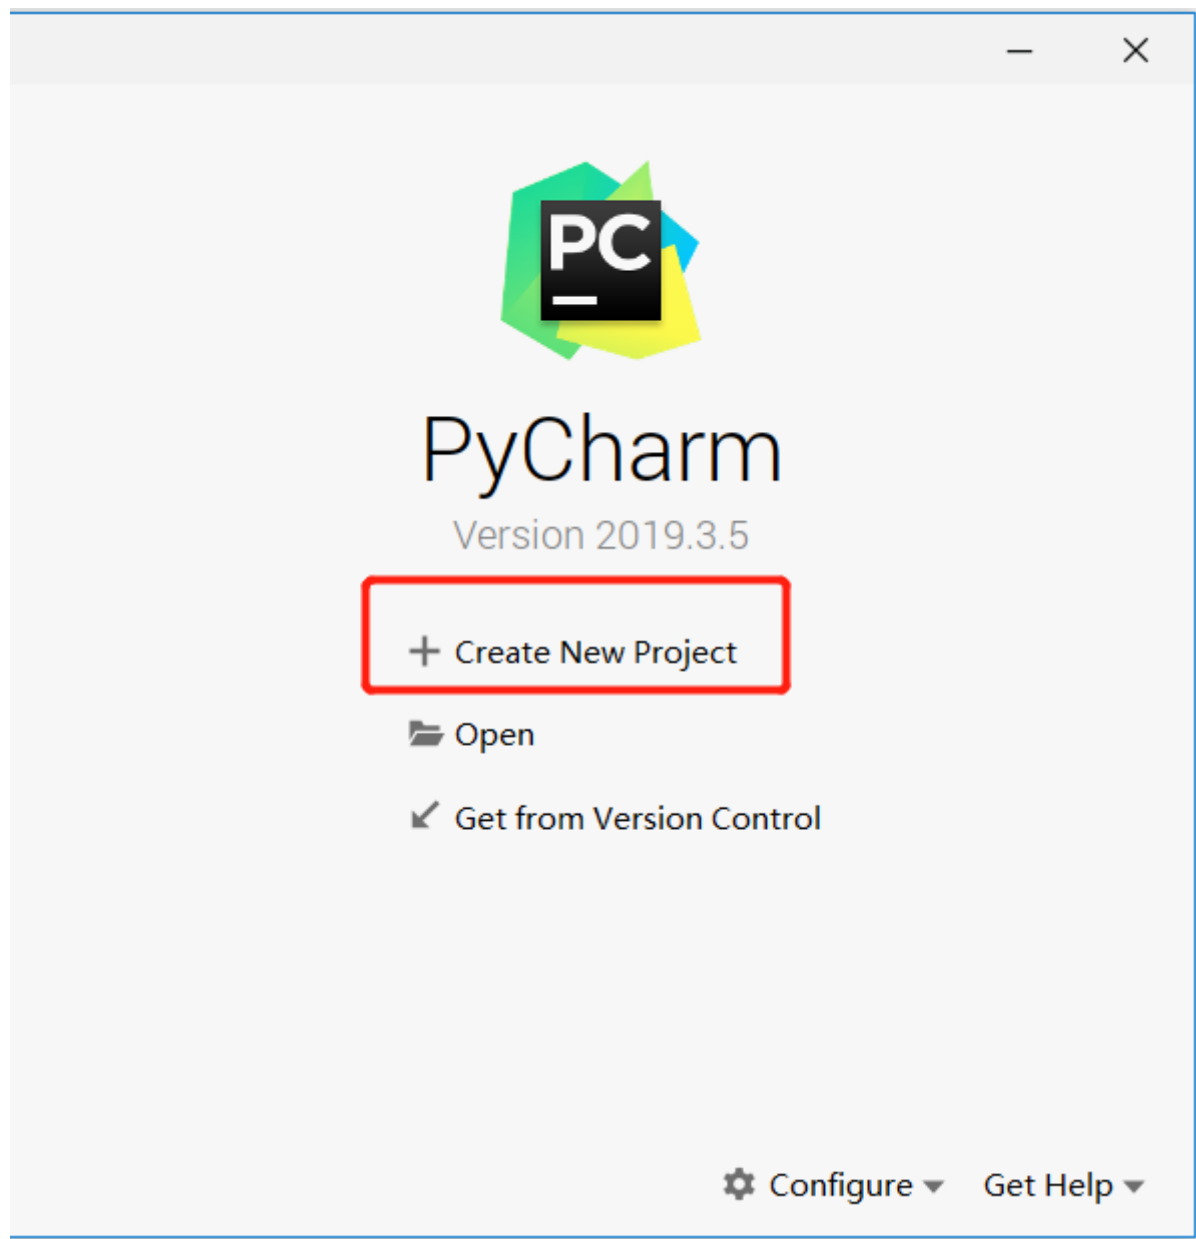 PC
PyCharm
Version 2019.3.5
Create New Project
Open
Get from Version Control
Configure Get Help